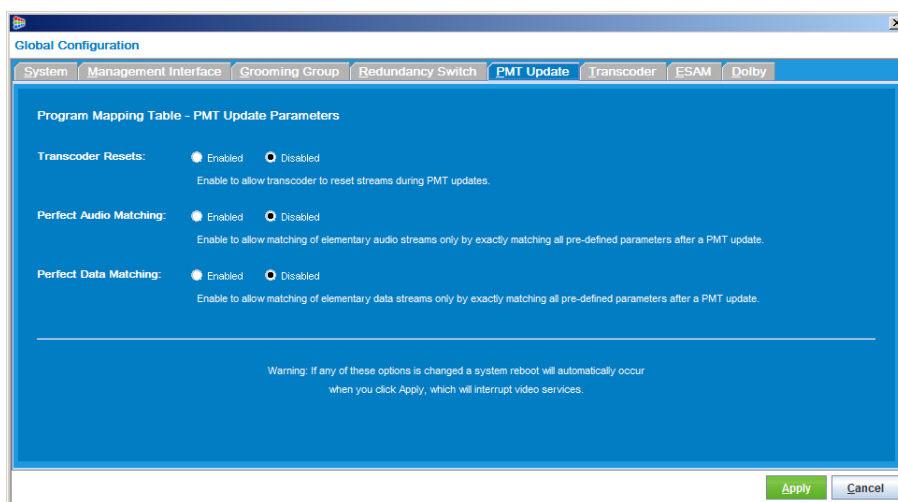 Global Configuration
System Management Interface Grooming Group Redundancy Switch PMT Update Transcoder ESAM Dolby
Program Mapping Table - PMT Update Parameters
Transcoder Resets: Enabled Disabled
Enable to allow transcoder to reset streams during PMT updates.
Perfect Audio Matching: Enabled Disabled
Enable to allow matching of elementary audio streams only by exactly matching all pre-defined parameters after a PMT update.
Perfect Data Matching: Enabled Disabled
Enable to allow matching of elementary data streams only by exactly matching all pre-defined parameters after a PMT update.
Warning: If any of these options is changed a system reboot will automatically occur
when you click Apply, which will interrupt video services.
Apply Cancel